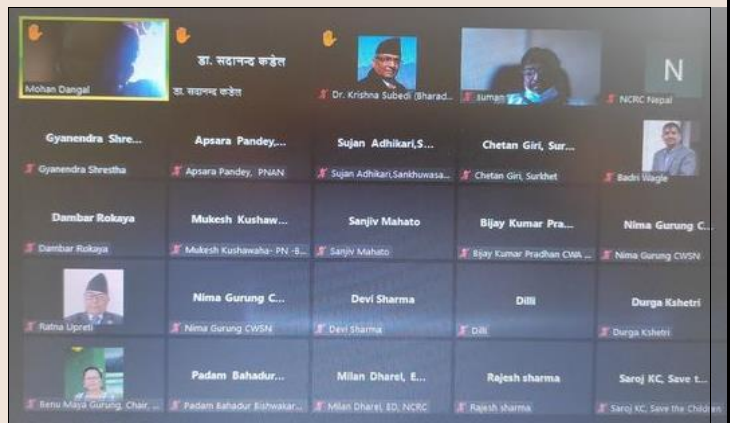 Mohan Dangal
डा. सदानन्द कडेल
डा. सदानन्द कडेल
Dr. Krishna Subedi (Bharad...
suman
N
NCRC Nepal
Gyanendra Shre...
Gyanendra Shrestha
Apsara Pandey,...
Apsara Pandey, PNAN
Sujan Adhikari,S...
Sujan Adhikari,Sankhuwasa...
Chetan Giri, Sur...
Chetan Giri, Surkhet
Badri Wagle
Dambar Rokaya
Dambar Rokaya
Mukesh Kushaw...
Mukesh Kushawaha- PN -B...
Sanjiv Mahato
Sanjiv Mahato
Bijay Kumar Pra...
Bijay Kumar Pradhan CWA ...
Nima Gurung C...
Nima Gurung CWSN
Ratna Upreti
Nima Gurung C...
Nima Gurung CWSN
Devi Sharma
Devi Sharma
Dilli
Dilli
Durga Kshetri
Durga Kshetri
Renu Maya Gurung, Chair, ...
Padam Bahadur...
Padam Bahadur Bishwakar...
Milan Dharel, E...
Milan Dharel, ED, NCRC
Rajesh sharma
Rajesh sharma
Saroj KC, Save t...
Saroj KC, Save the Children